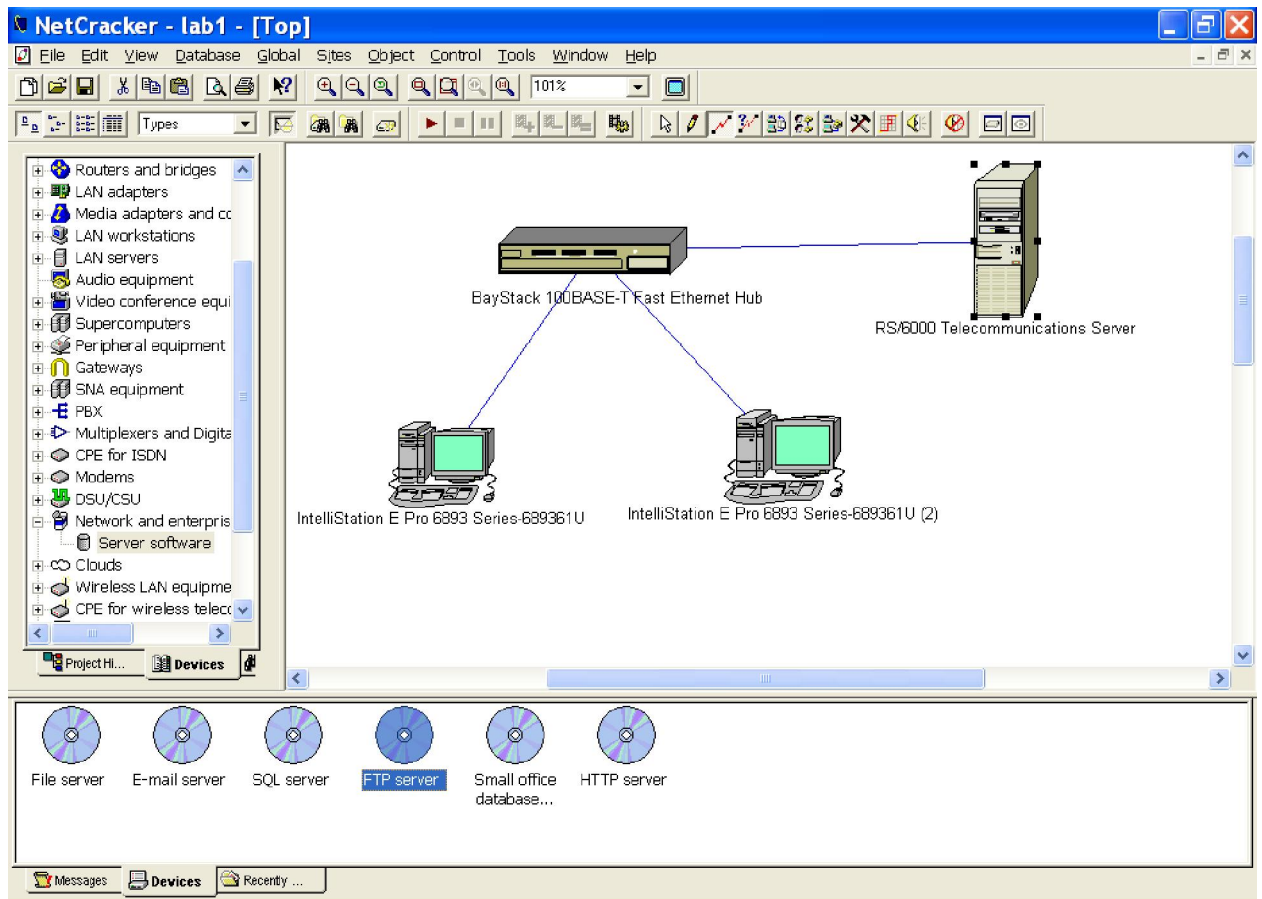 NetCracker - lab1 - [Top]
File Edit View Database Global Sites Object Control Tools Window Help
101%
Types
Routers and bridges
LAN adapters
Media adapters and co
LAN workstations
LAN servers
Audio equipment
Video conference equi
Supercomputers
Peripheral equipment
Gateways
SNA equipment
PBX
Multiplexers and Digita
CPE for ISDN
Modems
DSU/CSU
Network and enterpris
Server software
Clouds
Wireless LAN equipme
CPE for wireless telecc
Project Hi...
Devices
BayStack 100BASE-T Fast Ethernet Hub
RS/6000 Telecommunications Server
IntelliStation E Pro 6893 Series-689361U
IntelliStation E Pro 6893 Series-689361U (2)
File server
E-mail server
SQL server
FTP server
Small office
database...
HTTP server
Messages
Devices
Recently ...